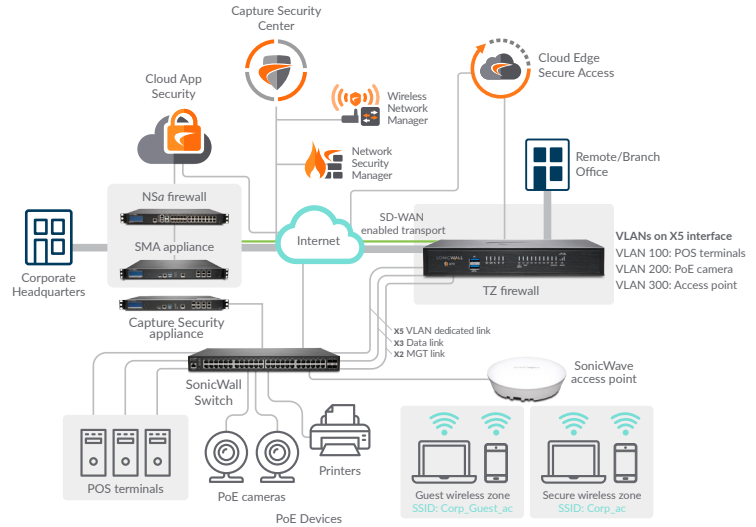 Capture Security
Center
Cloud App
Security
Cloud Edge
Secure Access
Wireless
Network
Manager
Network
Security
Manager
Remote/Branch
Office
NSa firewall
SMA appliance
Corporate
Headquarters
Capture Security
appliance
Internet
SD-WAN
enabled transport
SONICWALL
TZ firewall
VLANs on X5 interface
VLAN 100: POS terminals
VLAN 200: PoE camera
VLAN 300: Access point
X5 VLAN dedicated link
X3 Data link
X2 MGT link
SonicWall
Switch
SonicWave
access point
POS terminals
PoE cameras
Printers
PoE Devices
Guest wireless zone
SSID: Corp_Guest_ac
Secure wireless zone
SSID: Corp_ac